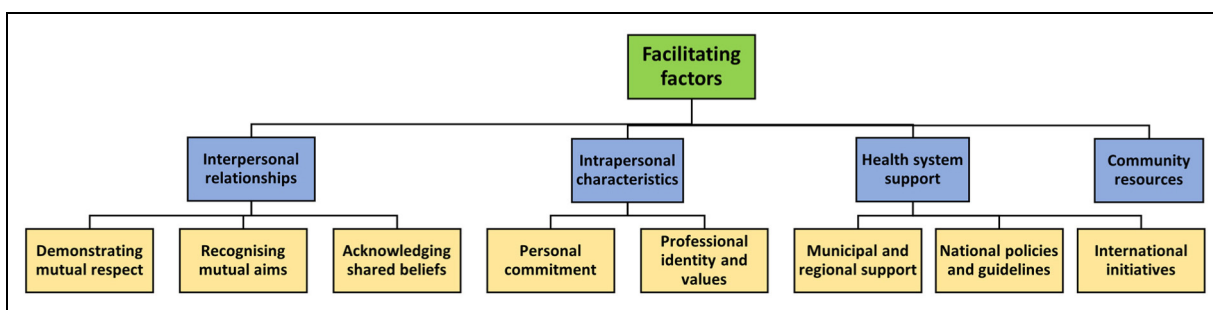 Facilitating
factors
Interpersonal
relationships
Intrapersonal
characteristics
Health system
support
Community
resources
Demonstrating
mutual respect
Recognising
mutual aims
Acknowledging
shared beliefs
Personal
commitment
Professional
identity and
values
Municipal and
regional support
National policies
and guidelines
International
initiatives